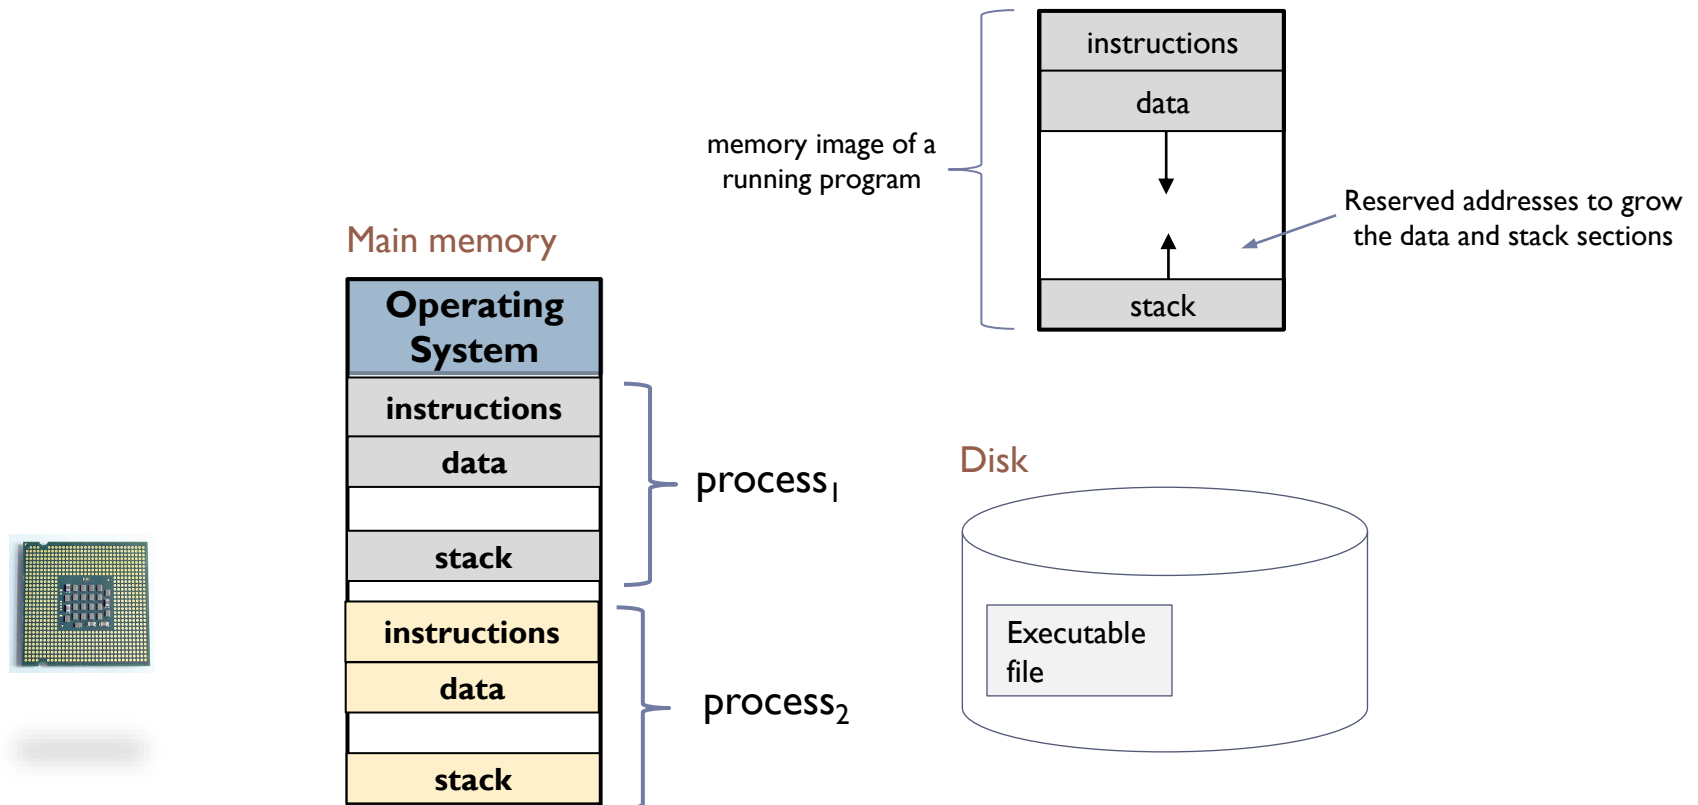 instructions
data
memory image of a
running program
Reserved addresses to grow
the data and stack sections
stack
Main memory
Operating
System
instructions
data
process₁
stack
instructions
data
process₂
stack
Disk
Executable
file